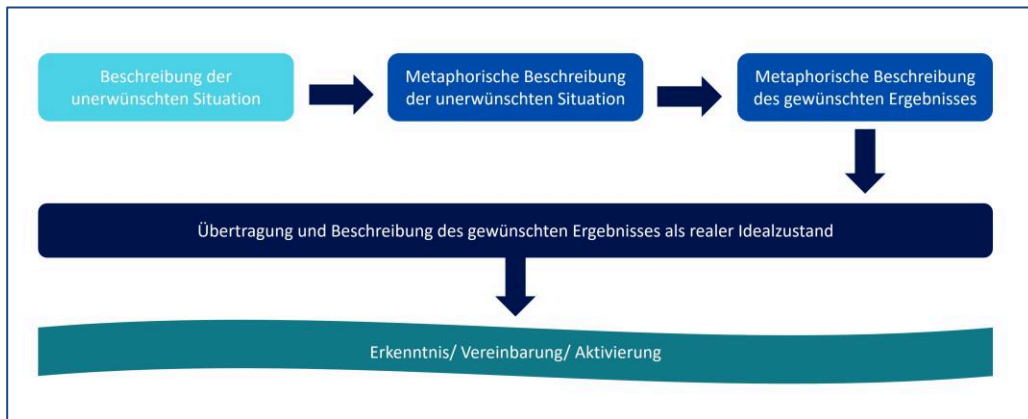 Beschreibung der
unerwünschten Situation
Metaphorische Beschreibung
der unerwünschten Situation
Metaphorische Beschreibung
des gewünschten Ergebnisses
Übertragung und Beschreibung des gewünschten Ergebnisses als realer Idealzustand
Erkenntnis/ Vereinbarung/ Aktivierung